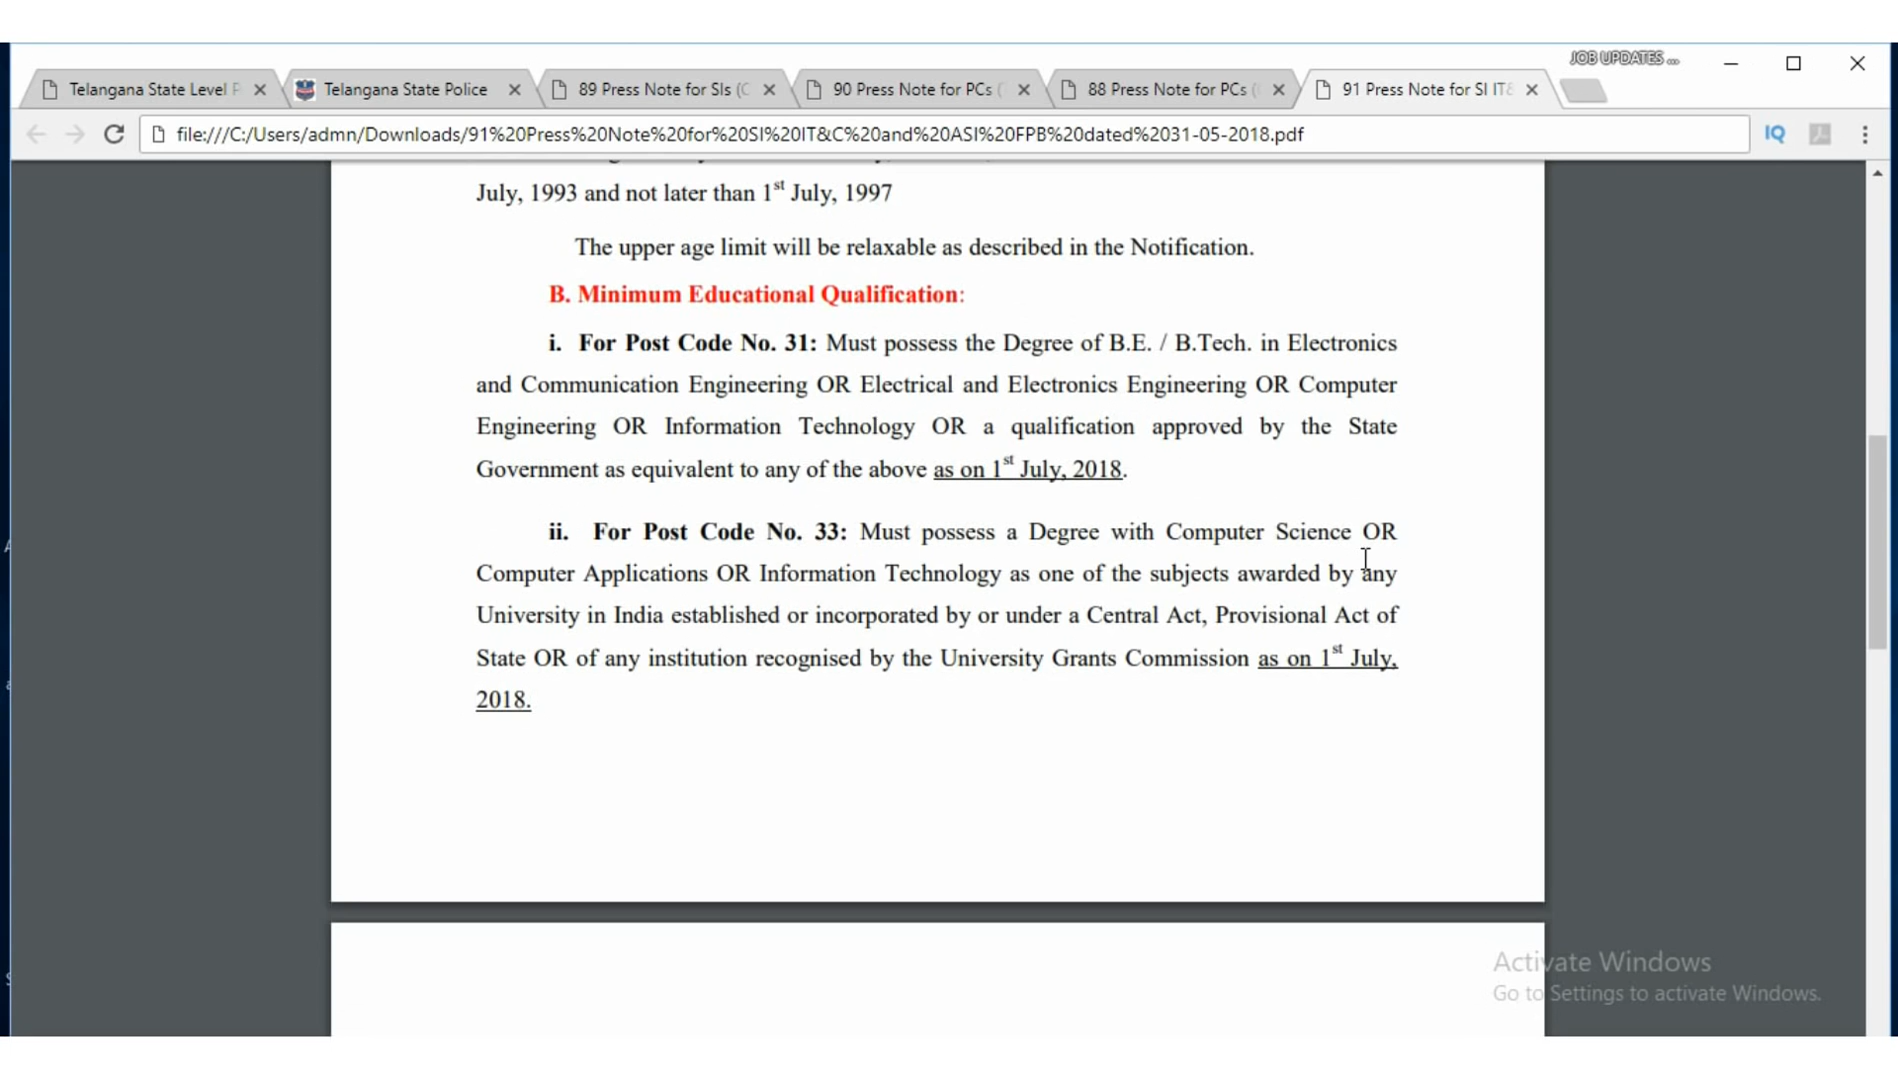 JOB UPDATES ...
Telangana State Level P
Telangana State Police
89 Press Note for SIs (C
90 Press Note for PCs (
88 Press Note for PCs (
91 Press Note for SI IT&
file:///C:/Users/admn/Downloads/91%20Press%20Note%20for%20SI%20IT&C%20and%20ASI%20FPB%20dated%2031-05-2018.pdf
IQ
July, 1993 and not later than 1st July, 1997
The upper age limit will be relaxable as described in the Notification.
B. Minimum Educational Qualification:
i. For Post Code No. 31: Must possess the Degree of B.E. / B.Tech. in Electronics
and Communication Engineering OR Electrical and Electronics Engineering OR Computer
Engineering OR Information Technology OR a qualification approved by the State
Government as equivalent to any of the above as on 1st July, 2018.
ii. For Post Code No. 33: Must possess a Degree with Computer Science OR
Computer Applications OR Information Technology as one of the subjects awarded by any
University in India established or incorporated by or under a Central Act, Provisional Act of
State OR of any institution recognised by the University Grants Commission as on 1st July,
2018.
Activate Windows
Go to Settings to activate Windows.